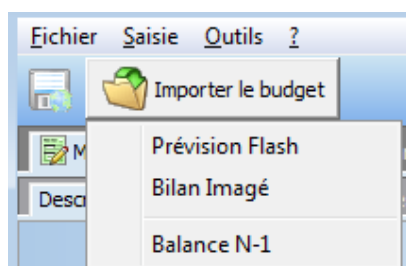 Fichier Saisie Outils ?
Importer le budget
Prévision Flash
Bilan Imagé
Balance N-1